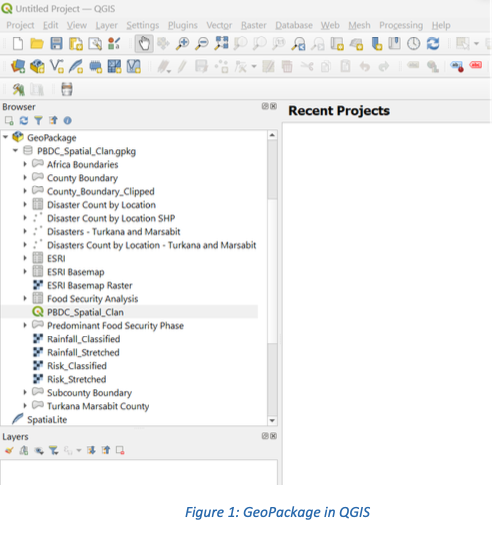 Untitled Project — QGIS
Project Edit View Layer Settings Plugins Vector Raster Database Web Mesh Processing Help
Browser
Recent Projects
GeoPackage
PBDC_Spatial_Clan.gpkg
Africa Boundaries
County Boundary
County_Boundary_Clipped
Disaster Count by Location
Disaster Count by Location SHP
Disasters - Turkana and Marsabit
Disasters Count by Location - Turkana and Marsabit
ESRI
ESRI Basemap
ESRI Basemap Raster
Food Security Analysis
PBDC_Spatial_Clan
Predominant Food Security Phase
Rainfall_Classified
Rainfall_Stretched
Risk_Classified
Risk_Stretched
Subcounty Boundary
Turkana Marsabit County
SpatiaLite
Layers
Figure 1: GeoPackage in QGIS